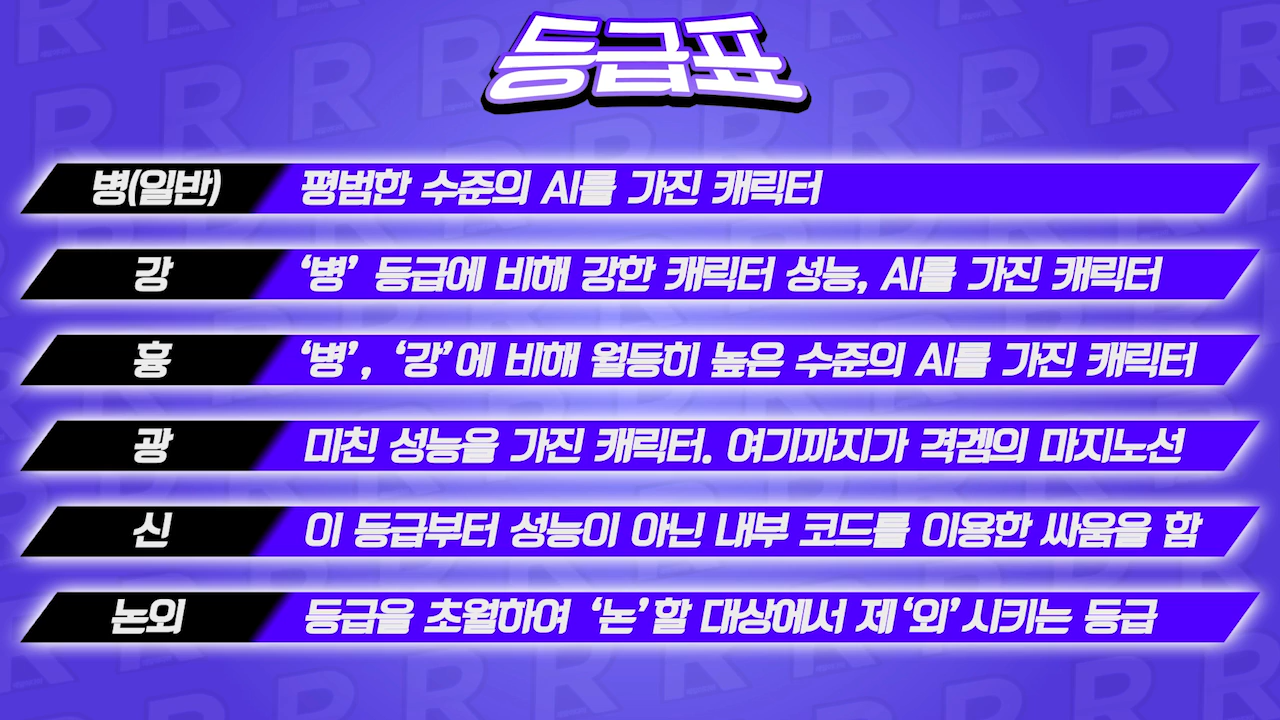 등급표
병(일반) 평범한 수준의 AI를 가진 캐릭터
강 ‘병’ 등급에 비해 강한 캐릭터 성능, AI를 가진 캐릭터
흉 ‘병’, ‘강’에 비해 월등히 높은 수준의 AI를 가진 캐릭터
광 미친 성능을 가진 캐릭터. 여기까지가 격겜의 마지노선
신 이 등급부터 성능이 아닌 내부 코드를 이용한 싸움을 함
논외 등급을 초월하여 ‘논’할 대상에서 제‘외’시키는 등급